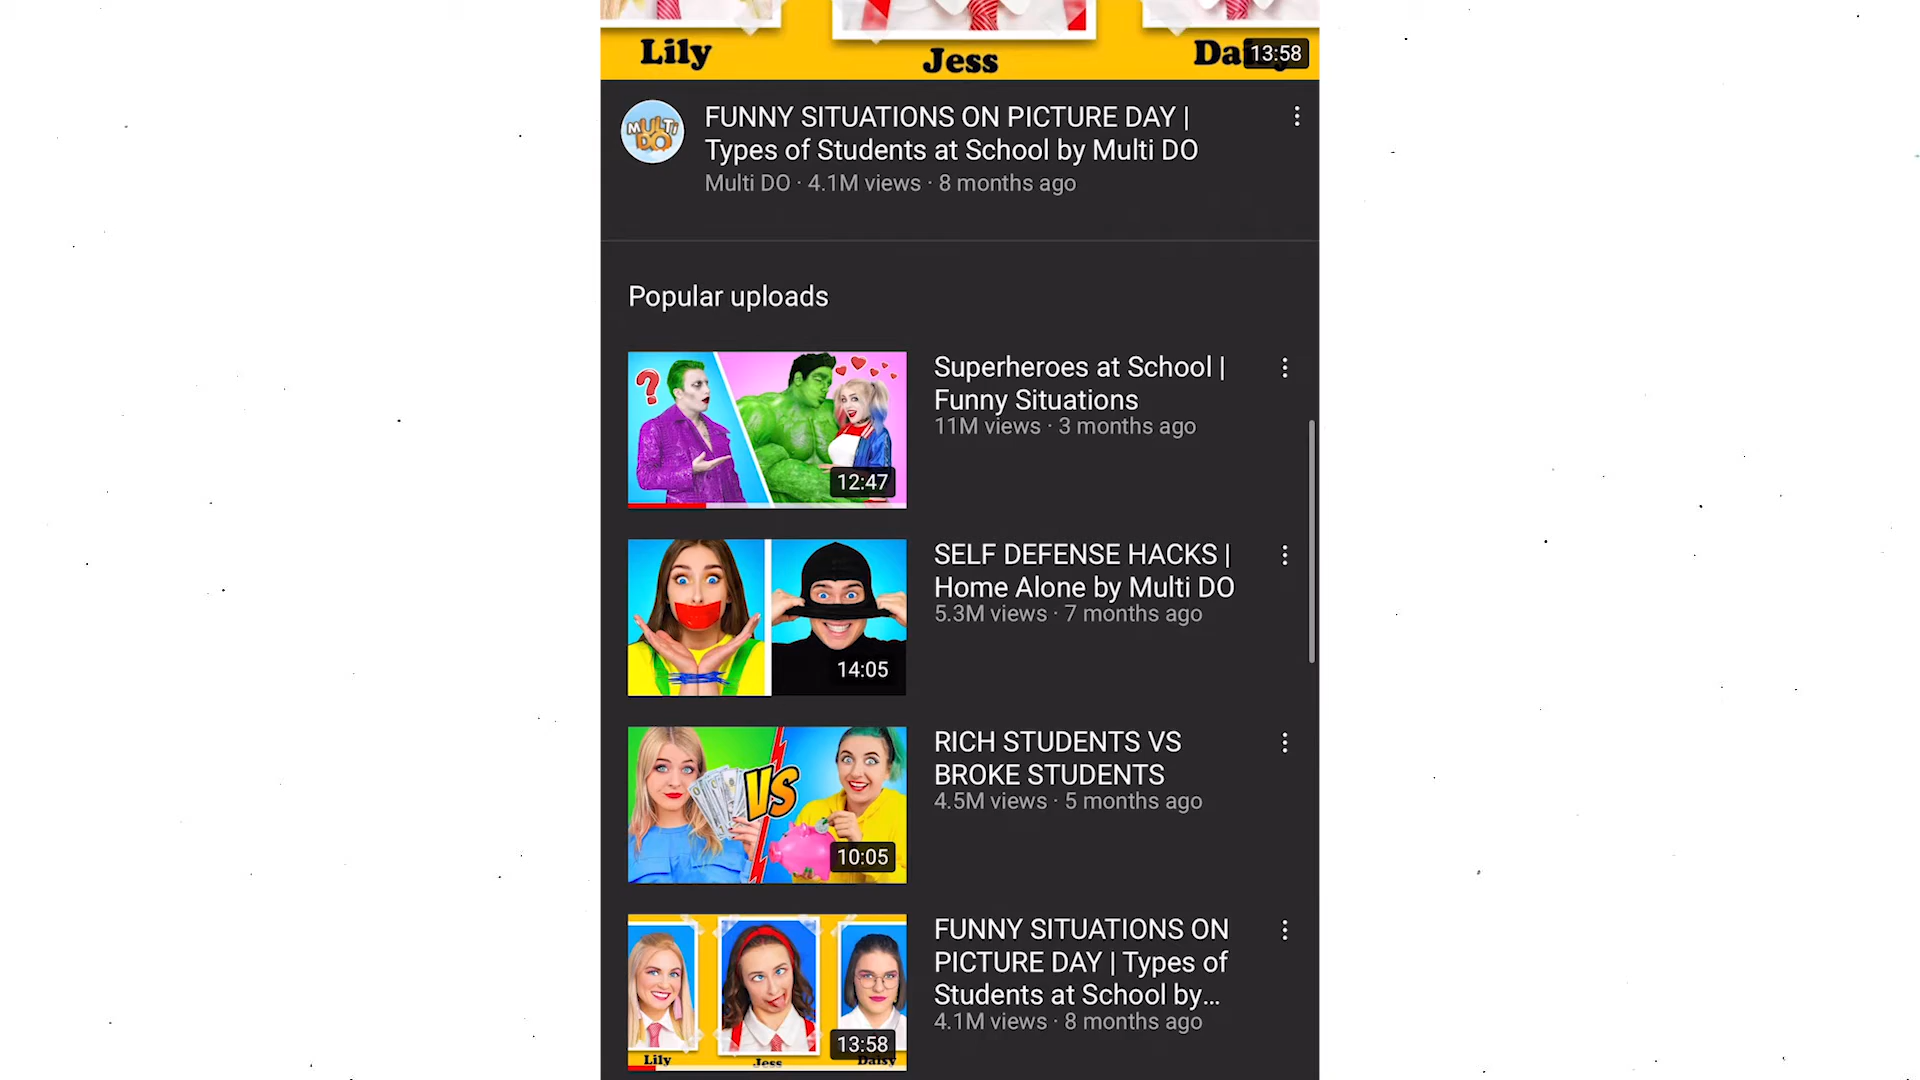 Lily
Jess
13:58
MULTI
DO
FUNNY SITUATIONS ON PICTURE DAY |
Types of Students at School by Multi DO
Multi DO · 4.1M views · 8 months ago
Popular uploads
?
12:47
Superheroes at School |
Funny Situations
11M views · 3 months ago
14:05
SELF DEFENSE HACKS |
Home Alone by Multi DO
5.3M views · 7 months ago
VS
10:05
RICH STUDENTS VS
BROKE STUDENTS
4.5M views · 5 months ago
Lily
Jess
Daisy
13:58
FUNNY SITUATIONS ON
PICTURE DAY | Types of
Students at School by...
4.1M views · 8 months ago